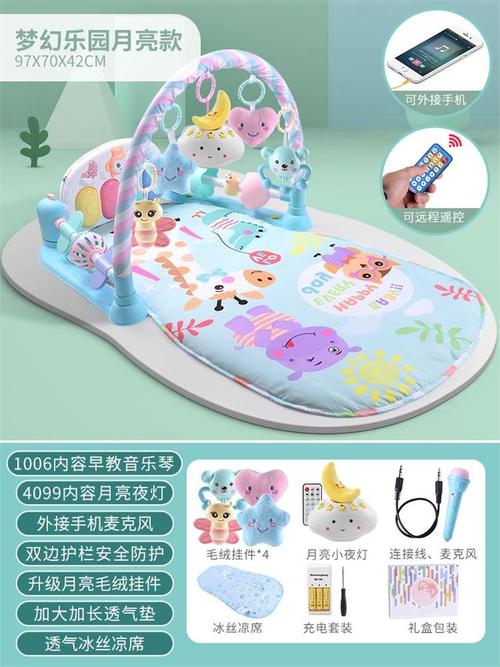 梦幻乐园月亮款
97X70X42CM
可外接手机
可远程遥控
1006内容早教音乐琴
4099内容月亮夜灯
外接手机麦克风
双边护栏安全防护
升级月亮毛绒挂件
加大加长透气垫
透气冰丝凉席
毛绒挂件*4
月亮小夜灯
连接线、麦克风
冰丝凉席
充电套装
礼盒包装